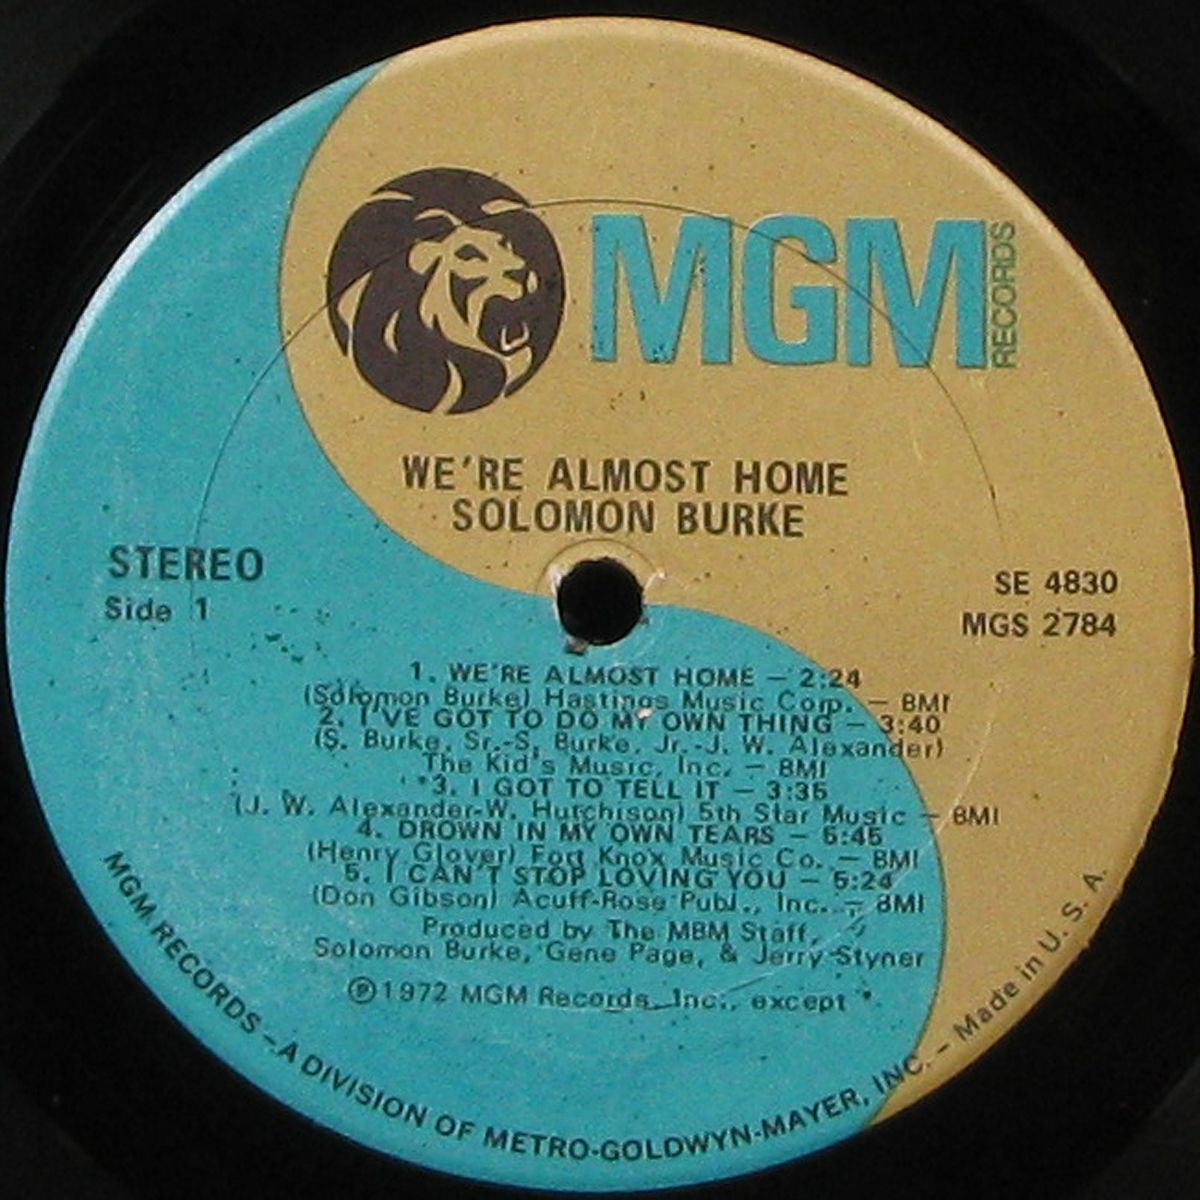 MGM RECORDS
WE'RE ALMOST HOME
SOLOMON BURKE
STEREO
Side 1
SE 4830
MGS 2784
1. WE'RE ALMOST HOME — 2:24
(Solomon Burke) Hastings Music Corp. — BMI
2. I'VE GOT TO DO MY OWN THING — 3:40
(S. Burke, Sr.-S. Burke, Jr.-J. W. Alexander)
The Kid's Music, Inc. — BMI
*3. I GOT TO TELL IT — 3:35
(J. W. Alexander-W. Hutchison) 5th Star Music — BMI
4. DROWN IN MY OWN TEARS — 5:45
(Henry Glover) Fort Knox Music Co. — BMI
5. I CAN'T STOP LOVING YOU — 5:24
(Don Gibson) Acuff-Rose Publ., Inc. — BMI
Produced by The MBM Staff,
Solomon Burke, Gene Page, & Jerry Styner
℗ 1972 MGM Records, Inc., except *.
MGM RECORDS – A DIVISION OF METRO-GOLDWYN-MAYER, INC. – Made in U. S. A.